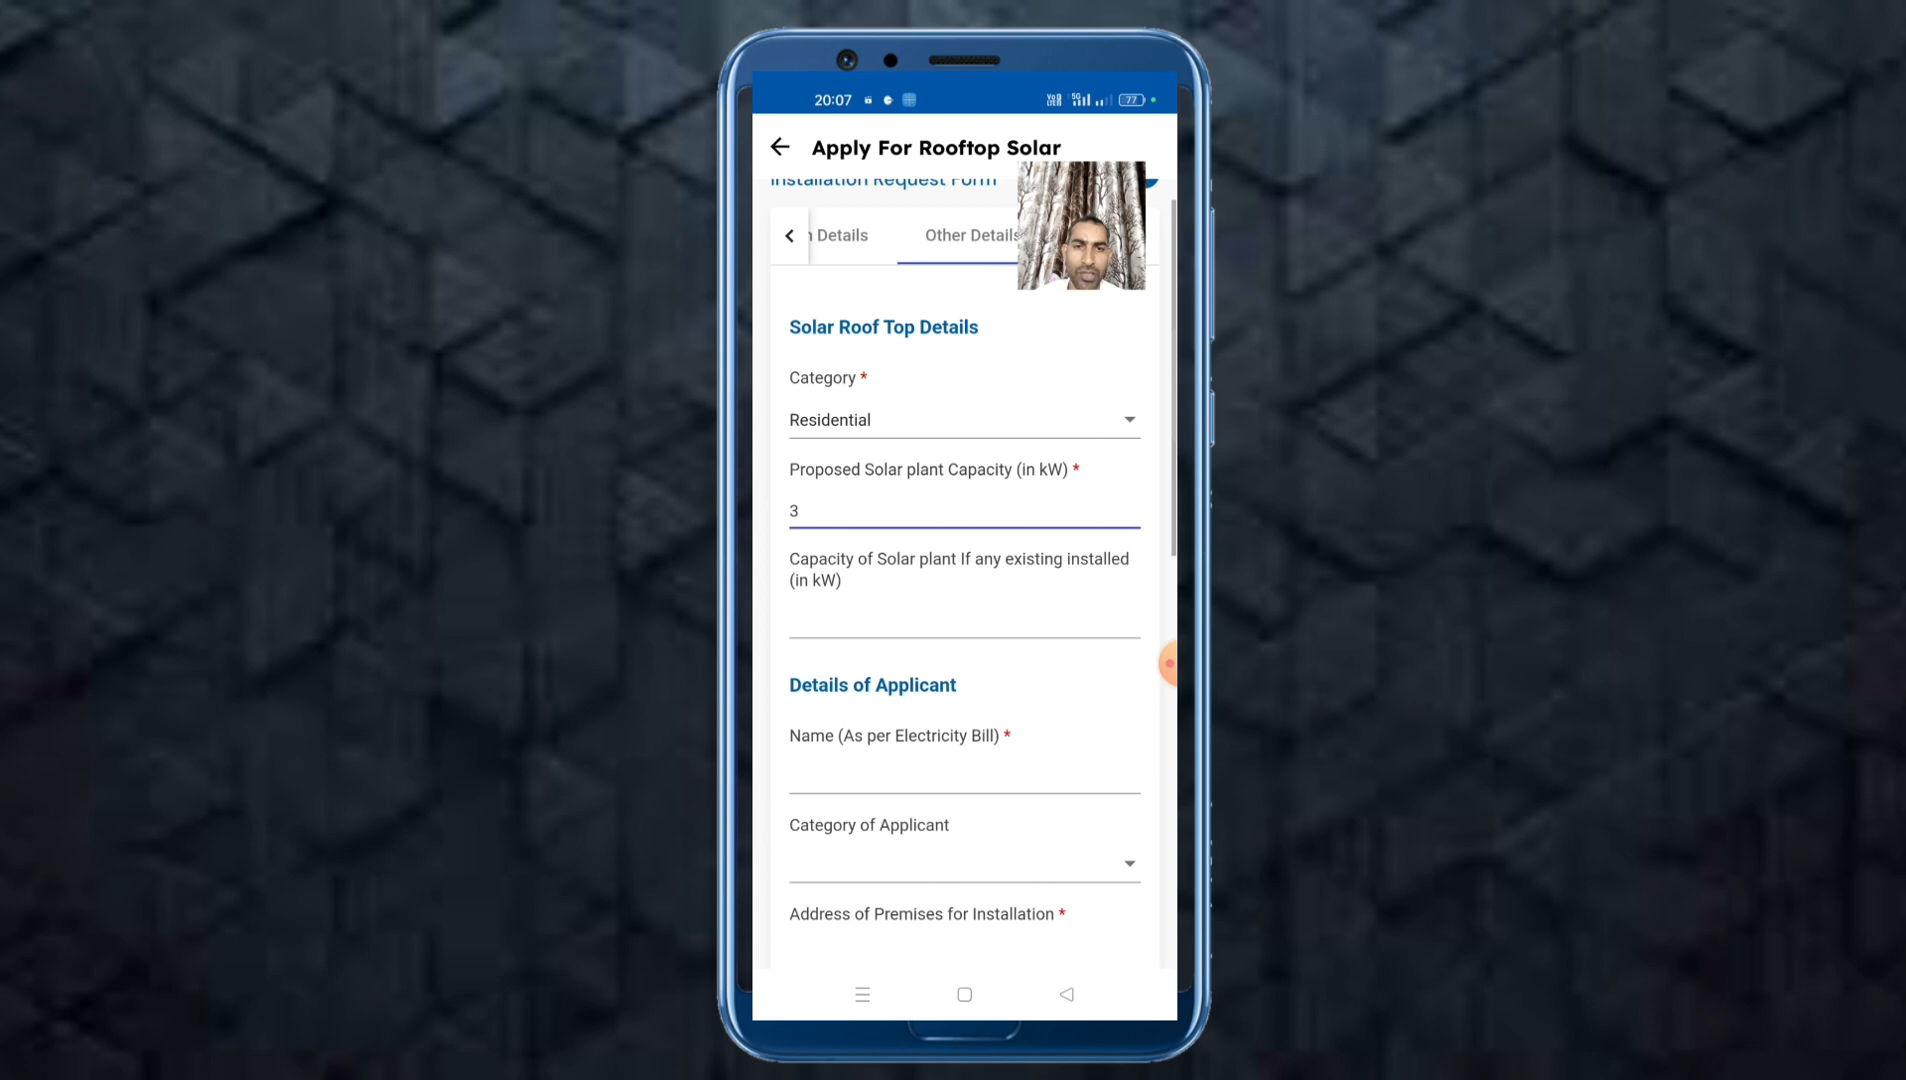 20:07
5G
77
Apply For Rooftop Solar
Installation Request Form
n Details
Other Details
Solar Roof Top Details
Category *
Residential
Proposed Solar plant Capacity (in kW) *
3
Capacity of Solar plant If any existing installed
(in kW)
Details of Applicant
Name (As per Electricity Bill) *
Category of Applicant
Address of Premises for Installation *